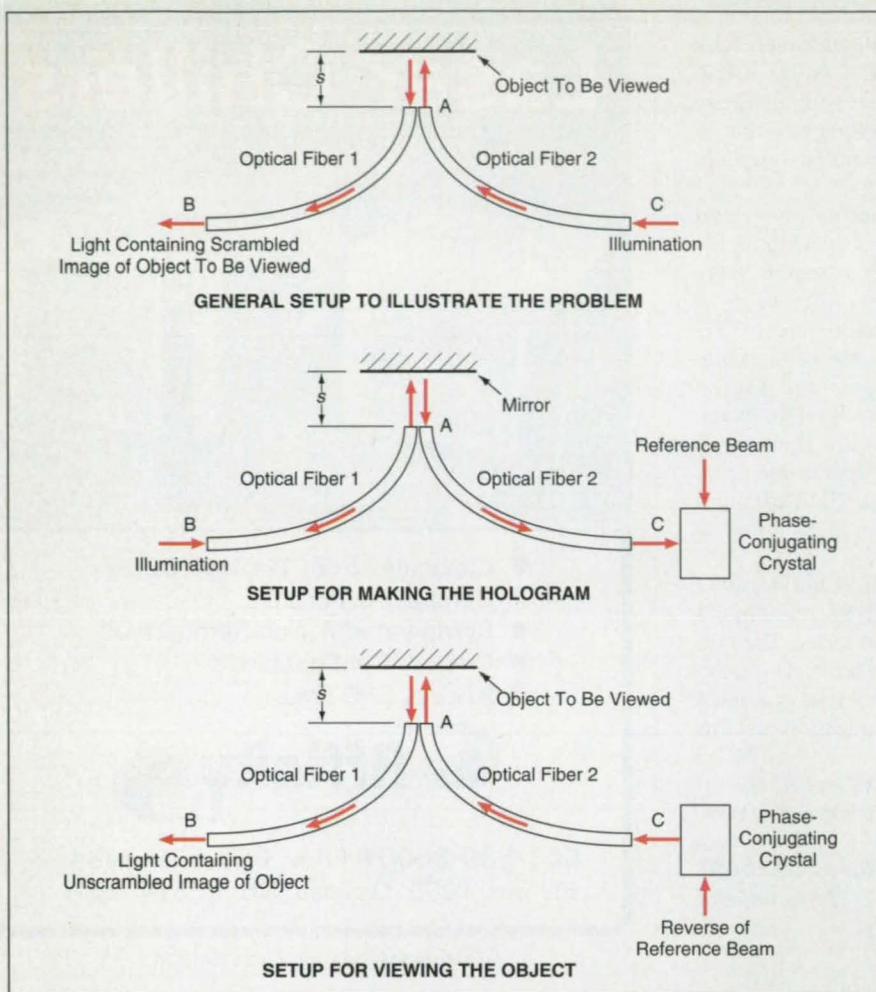 s
Object To Be Viewed
A
Optical Fiber 1
Optical Fiber 2
B
C
Light Containing Scrambled
Image of Object To Be Viewed
Illumination
GENERAL SETUP TO ILLUSTRATE THE PROBLEM
s
Mirror
A
Reference Beam
Optical Fiber 1
Optical Fiber 2
B
C
Phase-
Conjugating
Crystal
Illumination
SETUP FOR MAKING THE HOLOGRAM
s
Object To Be Viewed
A
Optical Fiber 1
Optical Fiber 2
B
C
Phase-
Conjugating
Crystal
Light Containing
Unscrambled Image of Object
Reverse of
Reference Beam
SETUP FOR VIEWING THE OBJECT